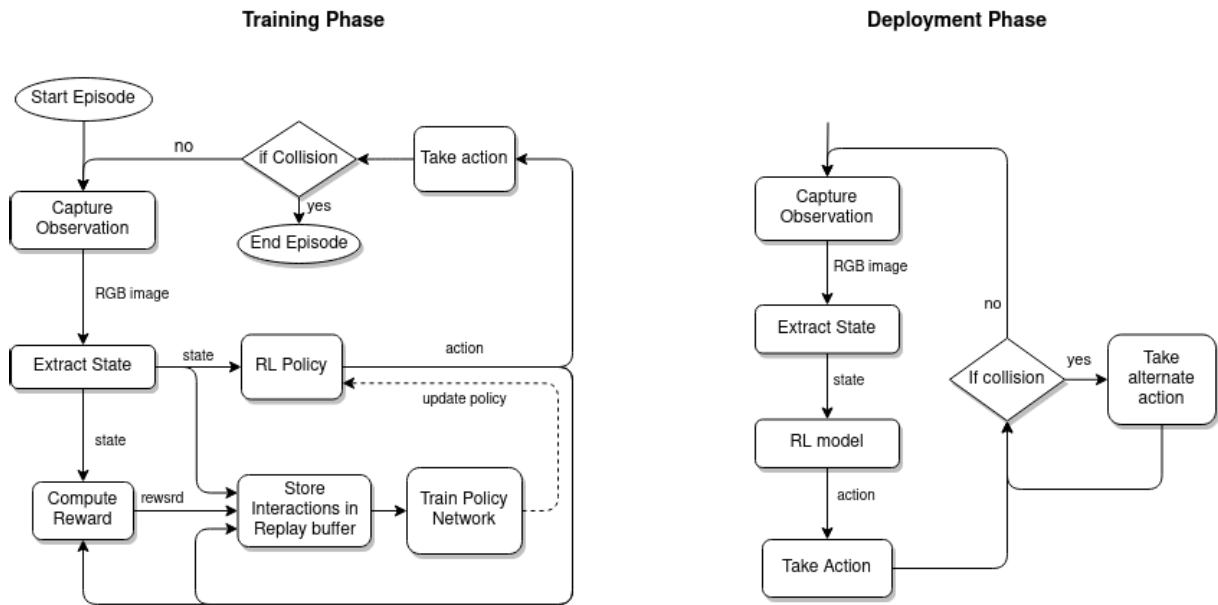 Training Phase
Start Episode
no
if Collision
Take action
yes
End Episode
Capture
Observation
RGB image
Extract State
state
RL Policy
action
update policy
state
Compute
Reward
rewsrd
Store
Interactions in
Replay buffer
Train Policy
Network
Deployment Phase
Capture
Observation
RGB image
Extract State
no
If collision
yes
Take
alternate
action
state
RL model
action
Take Action